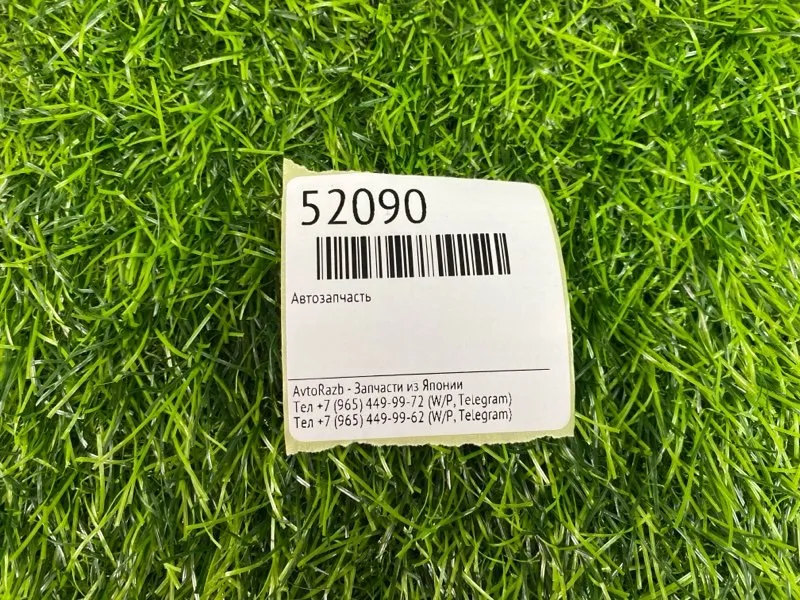 52090
Автозапчасть
AvtoRazb - Запчасти из Японии
Тел +7 (965) 449-99-72 (W/P, Telegram)
Тел +7 (965) 449-99-62 (W/P, Telegram)